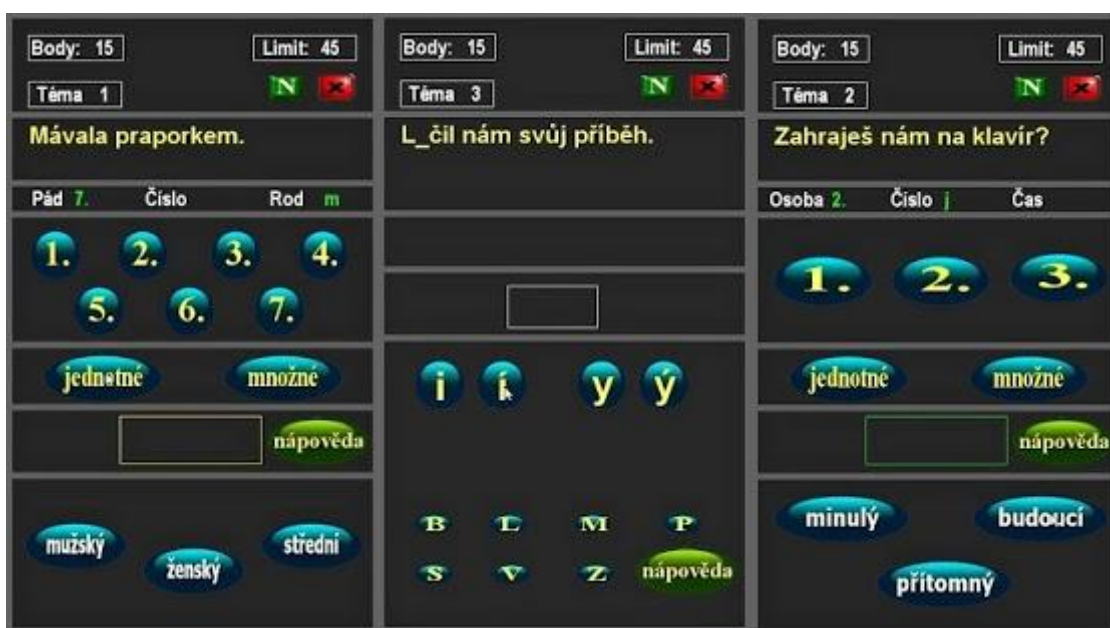 Body: 15 Limit: 45
Téma 1 N x
Mávala praporkem.
Pád 7. Číslo Rod m
1. 2. 3. 4.
5. 6. 7.
jednotné množné
nápověda
mužský ženský střední
Body: 15 Limit: 45
Téma 3 N x
L_čil nám svůj příběh.
i í y ý
B L M P
S V Z nápověda
Body: 15 Limit: 45
Téma 2 N x
Zahraješ nám na klavír?
Osoba 2. Číslo j Čas
1. 2. 3.
jednotné množné
nápověda
minulý budoucí
přítomný